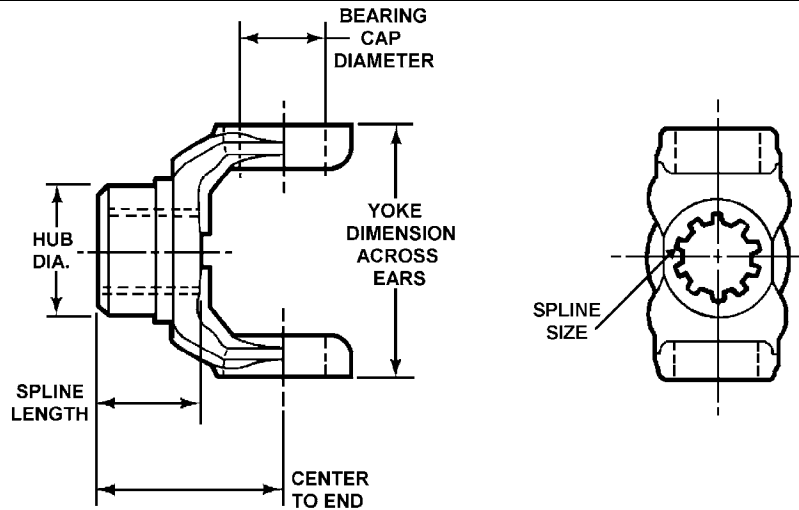 BEARING
CAP
DIAMETER
HUB
DIA.
YOKE
DIMENSION
ACROSS
EARS
SPLINE
SIZE
SPLINE
LENGTH
CENTER
TO END